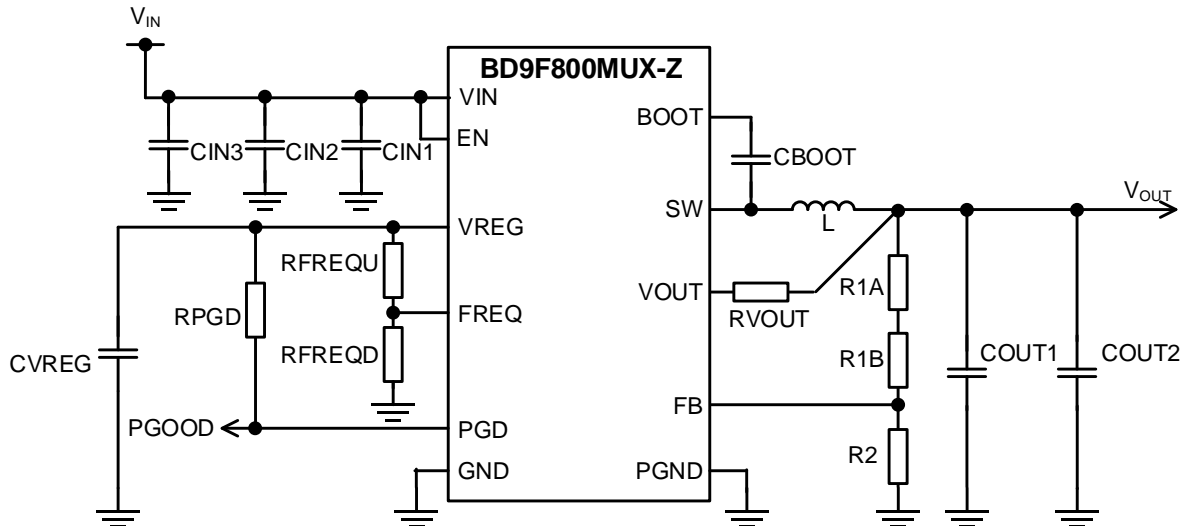 VIN
BD9F800MUX-Z
VIN
BOOT
EN
CIN3
CIN2
CIN1
CBOOT
SW
L
VOUT
VREG
RFREQU
VOUT
RVOUT
R1A
RPGD
FREQ
RFREQD
R1B
COUT1
COUT2
CVREG
FB
PGOOD
PGD
R2
GND
PGND